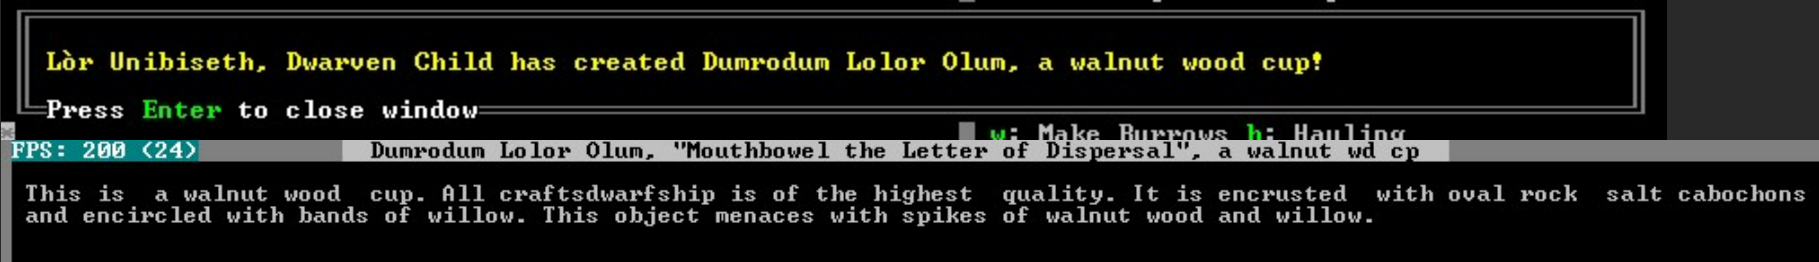 Lòr Unibiseth, Dwarven Child has created Dumrodum Lolor Olum, a walnut wood cup!
Press Enter to close window
w: Make Burrows h: Hauling
FPS: 200 (24) Dumrodum Lolor Olum, "Mouthbowel the Letter of Dispersal", a walnut wd cp
This is a walnut wood cup. All craftsdwarfship is of the highest quality. It is encrusted with oval rock salt cabochons
and encircled with bands of willow. This object menaces with spikes of walnut wood and willow.